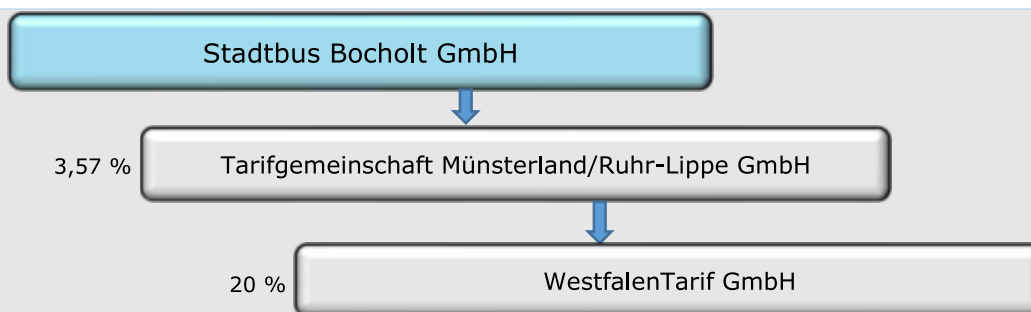 Stadtbus Bocholt GmbH
3,57 % Tarifgemeinschaft Münsterland/Ruhr-Lippe GmbH
20 % WestfalenTarif GmbH